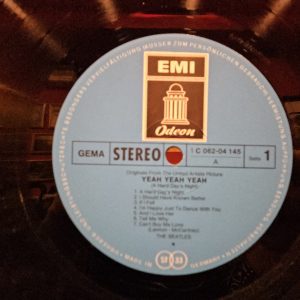 EMI
Odeon
GEMA
STEREO
1 C 062-04 145
A
Seite 1
Originals From The United Artists Picture
YEAH YEAH YEAH
(A Hard Day's Night)
1. A Hard Day's Night
2. I Should Have Known Better
3. If I Fell
4. I'm Happy Just To Dance With You
5. And I Love Her
6. Tell Me Why
7. Can't Buy Me Love
(Lennon - McCartney)
THE BEATLES
GERMANY